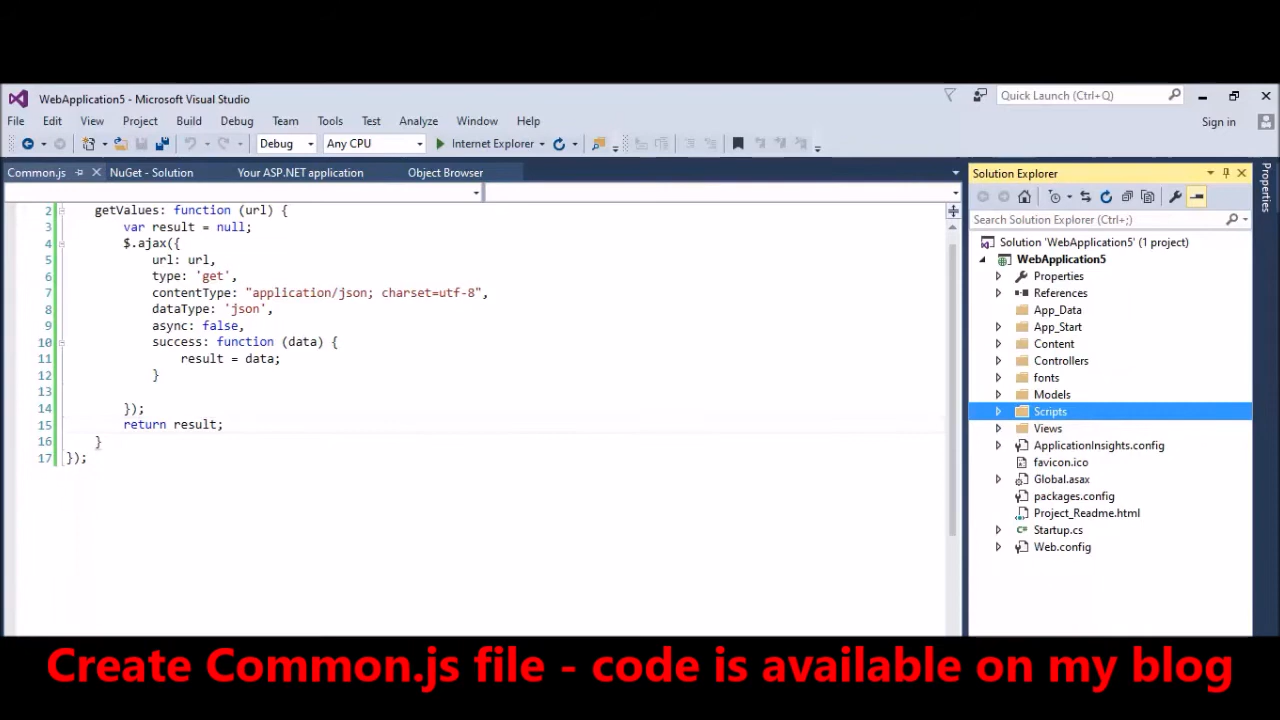 WebApplication5 - Microsoft Visual Studio
Quick Launch (Ctrl+Q)
File Edit View Project Build Debug Team Tools Test Analyze Window Help
Sign in
Debug Any CPU Internet Explorer
Common.js NuGet - Solution Your ASP.NET application Object Browser
2 getValues: function (url) {
3 var result = null;
4 $.ajax({
5 url: url,
6 type: 'get',
7 contentType: "application/json; charset=utf-8",
8 dataType: 'json',
9 async: false,
10 success: function (data) {
11 result = data;
12 }
13
14 });
15 return result;
16 }
17 });
Solution Explorer
Search Solution Explorer (Ctrl+;)
Solution 'WebApplication5' (1 project)
WebApplication5
Properties
References
App_Data
App_Start
Content
Controllers
fonts
Models
Scripts
Views
ApplicationInsights.config
favicon.ico
Global.asax
packages.config
Project_Readme.html
Startup.cs
Web.config
Properties
Create Common.js file - code is available on my blog